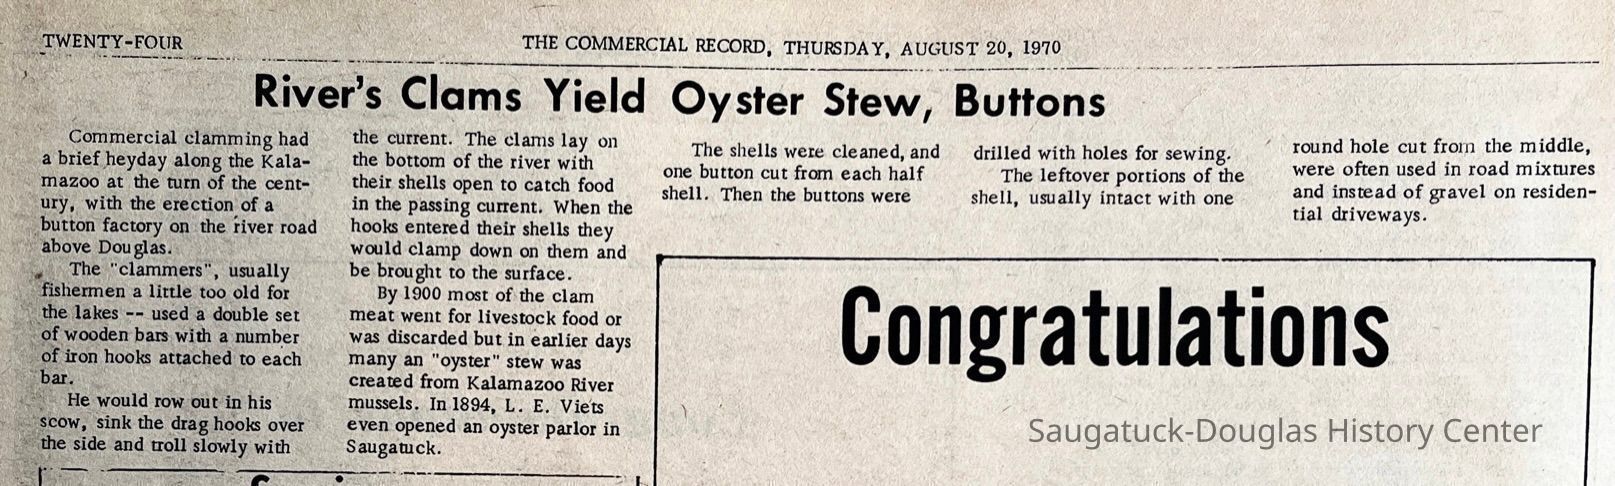 TWENTY-FOUR
THE COMMERCIAL RECORD, THURSDAY, AUGUST 20, 1970
River's Clams Yield Oyster Stew, Buttons
Commercial clamming had
a brief heyday along the Kala-
mazoo at the turn of the cent-
ury, with the erection of a
button factory on the river road
above Douglas.
The "clammers", usually
fishermen a little too old for
the lakes -- used a double set
of wooden bars with a number
of iron hooks attached to each
bar.
He would row out in his
scow, sink the drag hooks over
the side and troll slowly with
the current. The clams lay on
the bottom of the river with
their shells open to catch food
in the passing current. When the
hooks entered their shells they
would clamp down on them and
be brought to the surface.
By 1900 most of the clam
meat went for livestock food or
was discarded but in earlier days
many an "oyster" stew was
created from Kalamazoo River
mussels. In 1894, L. E. Viets
even opened an oyster parlor in
Saugatuck.
The shells were cleaned, and
one button cut from each half
shell. Then the buttons were
drilled with holes for sewing.
The leftover portions of the
shell, usually intact with one
round hole cut from the middle,
were often used in road mixtures
and instead of gravel on residen-
tial driveways.
Congratulations
Saugatuck-Douglas History Center